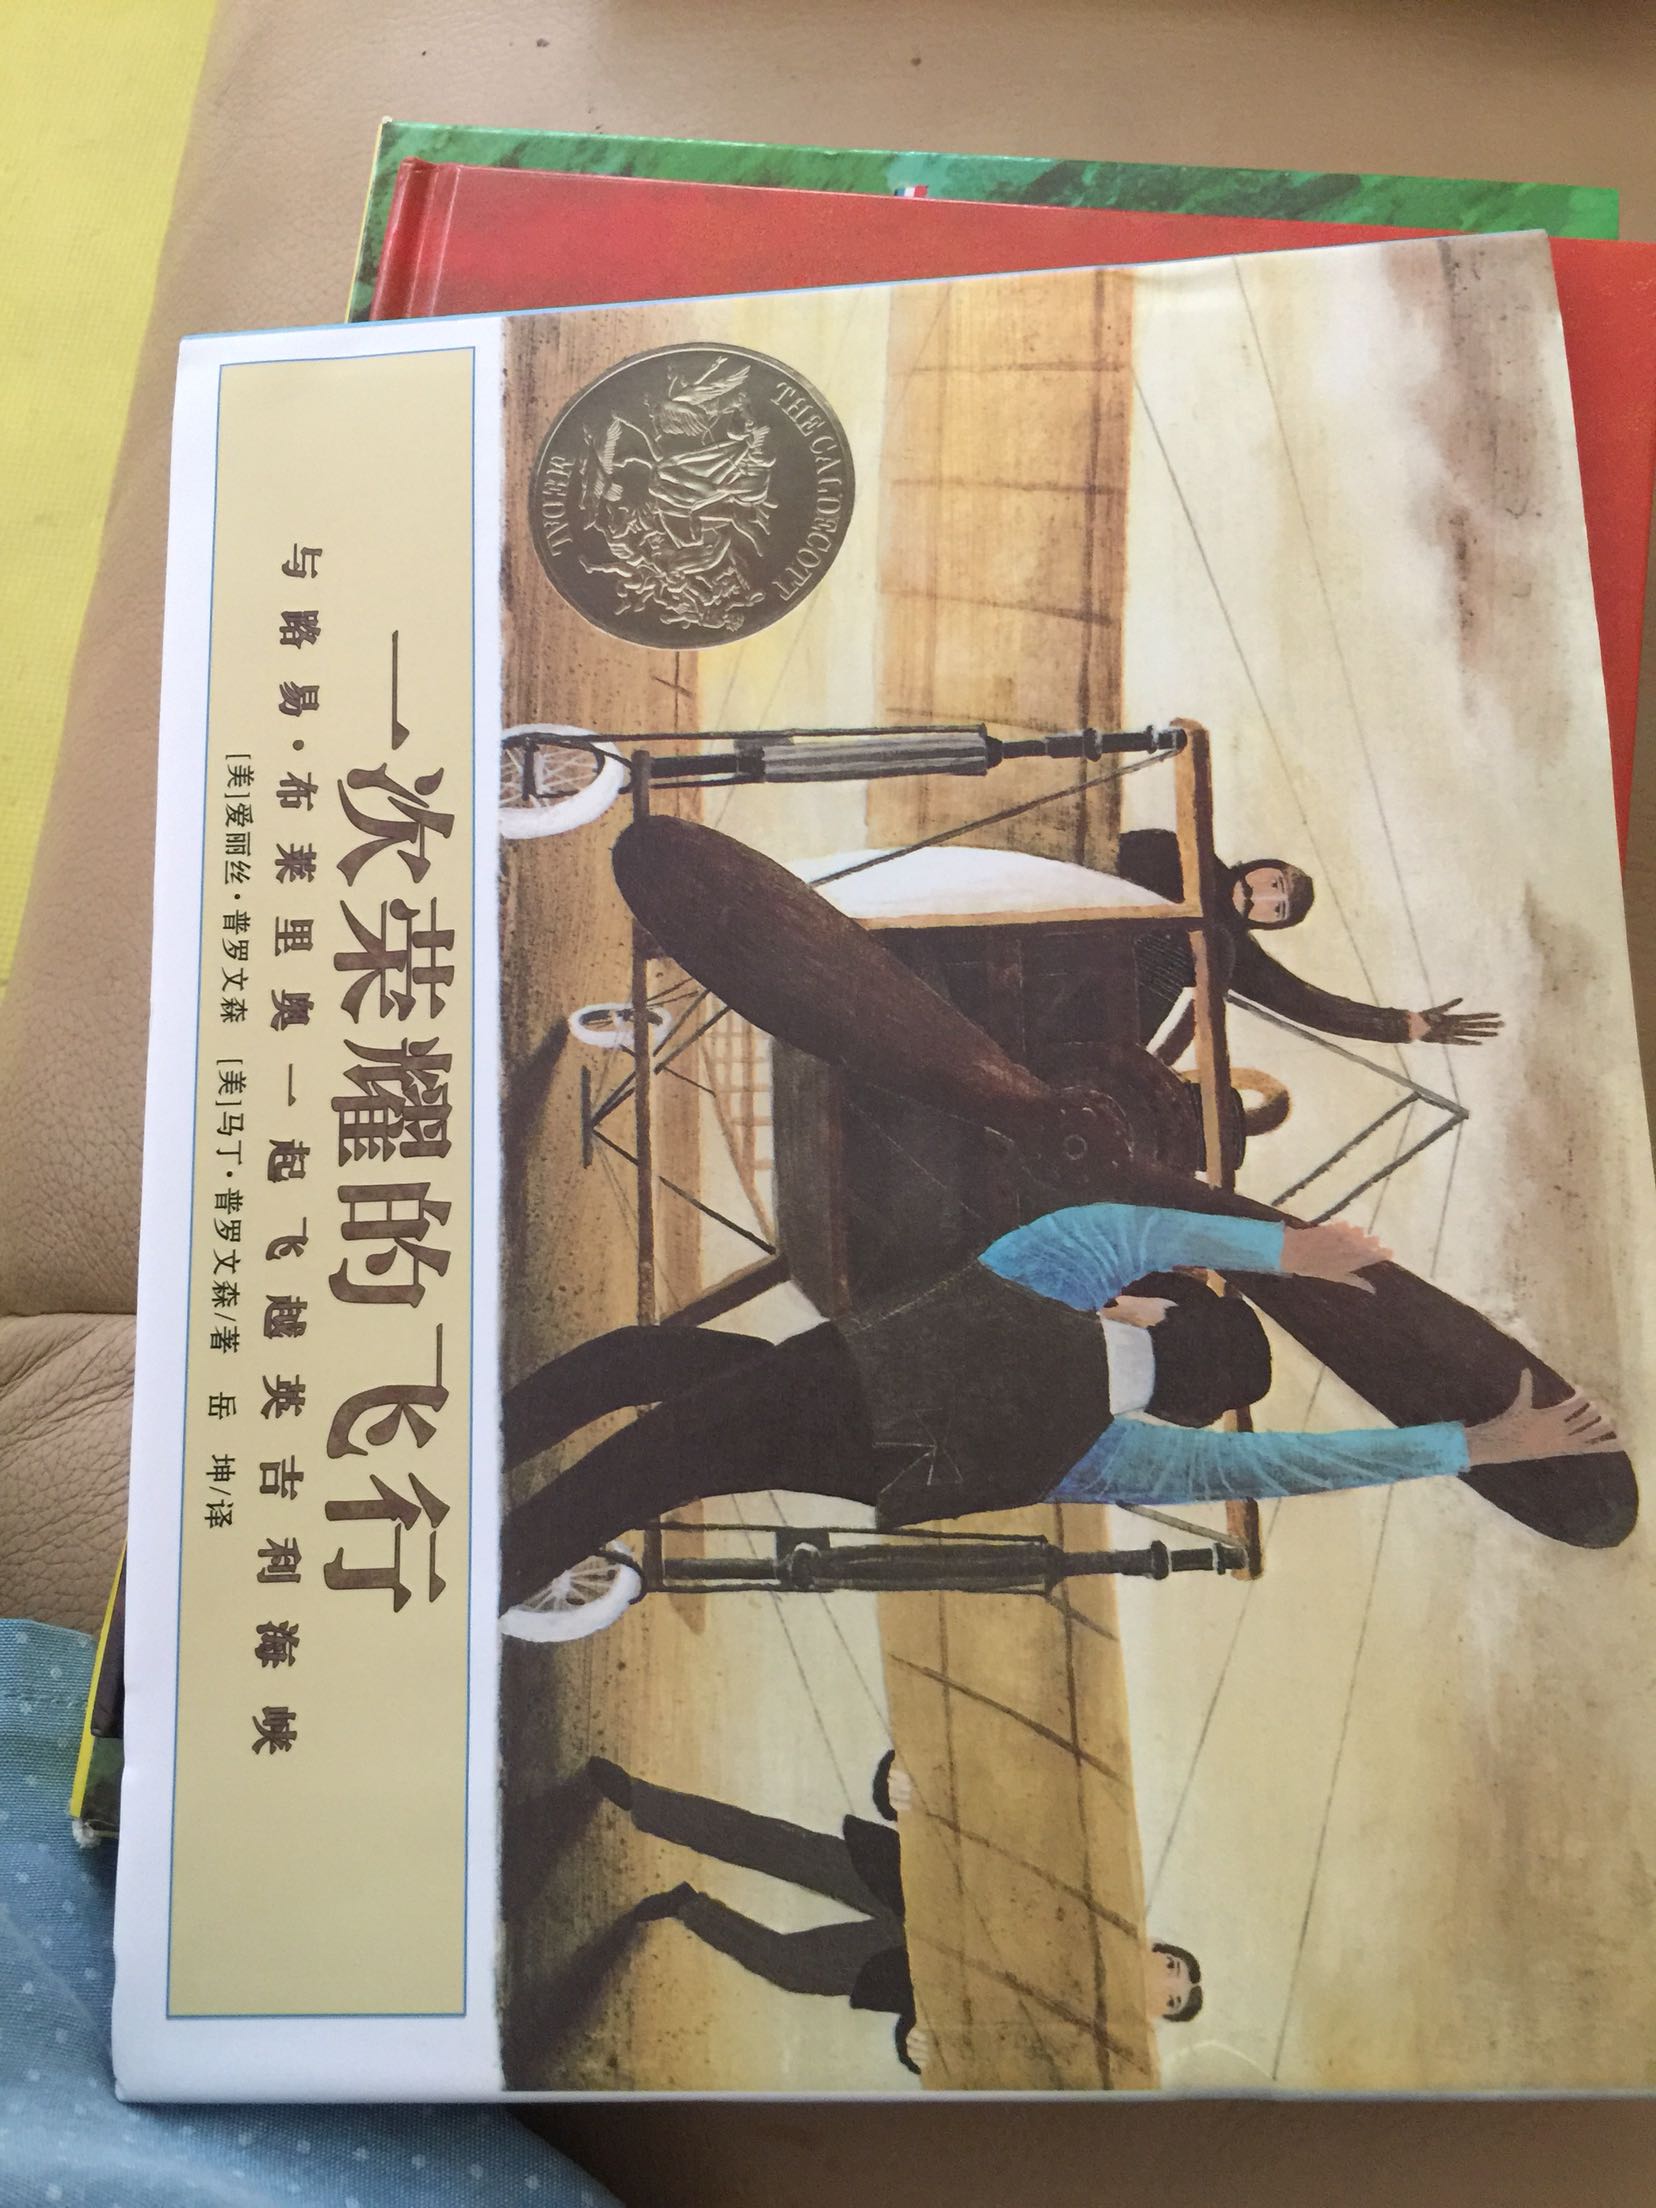 THE CALDECOTT
MEDAL
一次荣耀的飞行
与路易·布莱里奥一起飞越英吉利海峡
[美]爱丽丝·普罗文森 [美]马丁·普罗文森/著 岳 坤/译